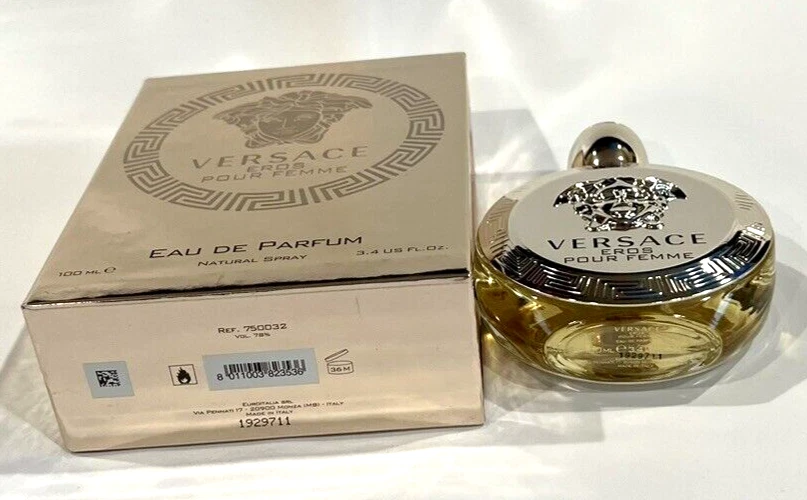 VERSACE
EROS
POUR FEMME
EAU DE PARFUM
NATURAL SPRAY
100 ML e
3.4 US FL.OZ.
REF. 750032
VOL 78%
8 011003 823536
36 M
EUROITALIA SRL
VIA PENNATI 17 - 20900 MONZA (MB) - ITALY
MADE IN ITALY
1929711
VERSACE
EROS
POUR FEMME
VERSACE
1929711